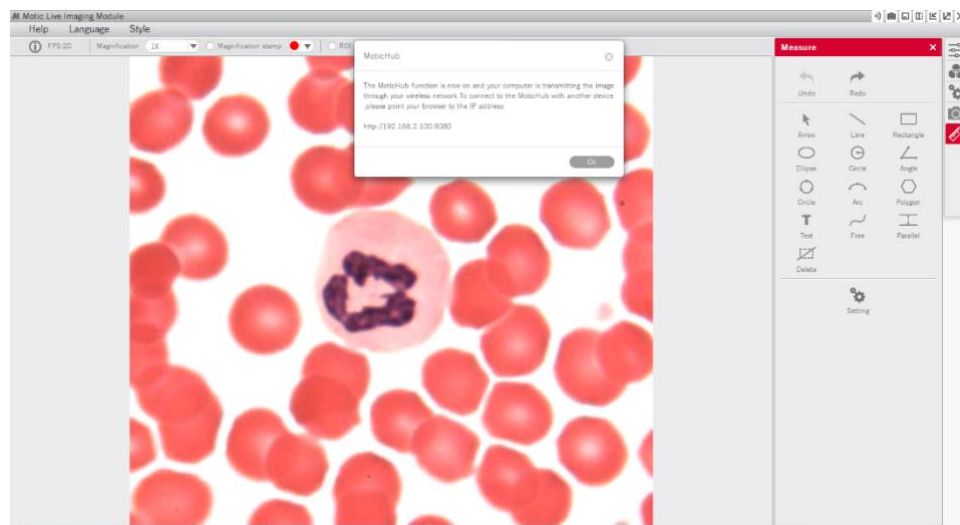 Motic Live Imaging Module
Help Language Style
FPS:20 Magnification 1X Magnification stamp ROI
MoticHub
The MoticHub function is now on and your computer is transmitting the image
through your wireless network.To connect to the MoticHub with another device
,please point your browser to the IP address:
http://192.168.2.100:8080
Ok
Measure
Undo Redo
Arrow Line Rectangle
Ellipse Circle Angle
Circle Arc Polygon
Text Free Parallel
Delete
Setting